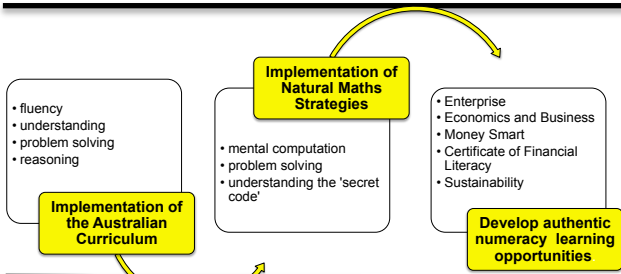 • fluency
• understanding
• problem solving
• reasoning
Implementation of
the Australian
Curriculum
Implementation of
Natural Maths
Strategies
• mental computation
• problem solving
• understanding the 'secret
code'
• Enterprise
• Economics and Business
• Money Smart
• Certificate of Financial
Literacy
• Sustainability
Develop authentic
numeracy learning
opportunities